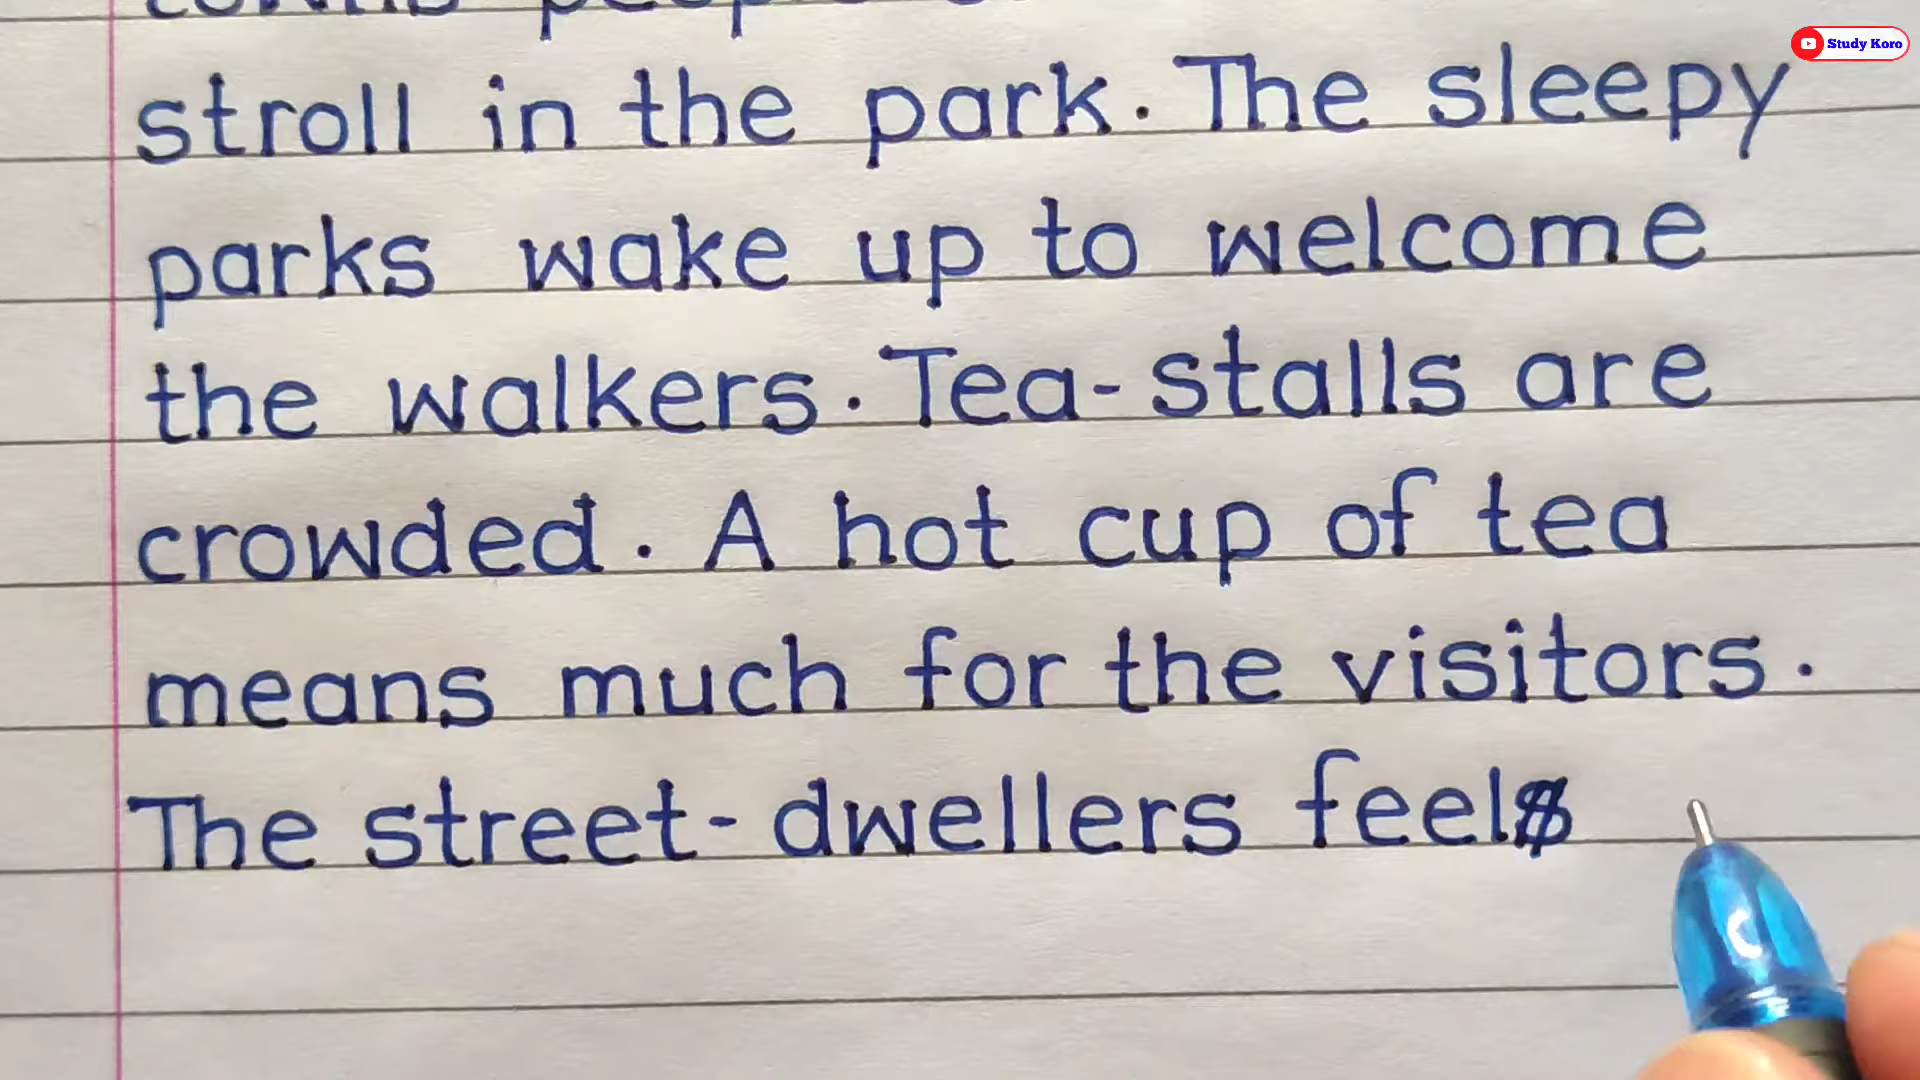 Study Koro
stroll in the park. The sleepy
parks wake up to welcome
the walkers. Tea-stalls are
crowded. A hot cup of tea
means much for the visitors.
The street-dwellers feel